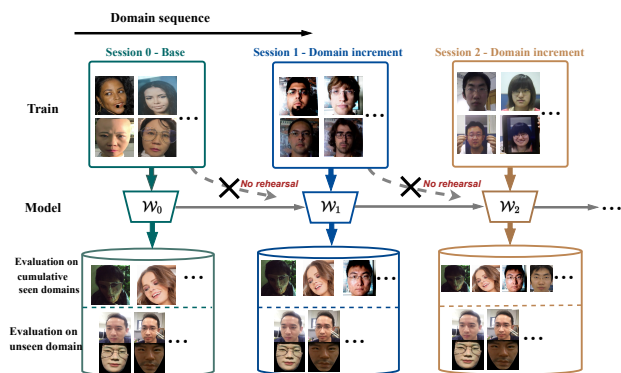 Domain sequence
Session 0 - Base
Session 1 - Domain increment
Session 2 - Domain increment
Train
...
...
...
No rehearsal
No rehearsal
Model
W₀
W₁
W₂
...
Evaluation on
cumulative
seen domains
...
...
...
Evaluation on
unseen domain
...
...
...